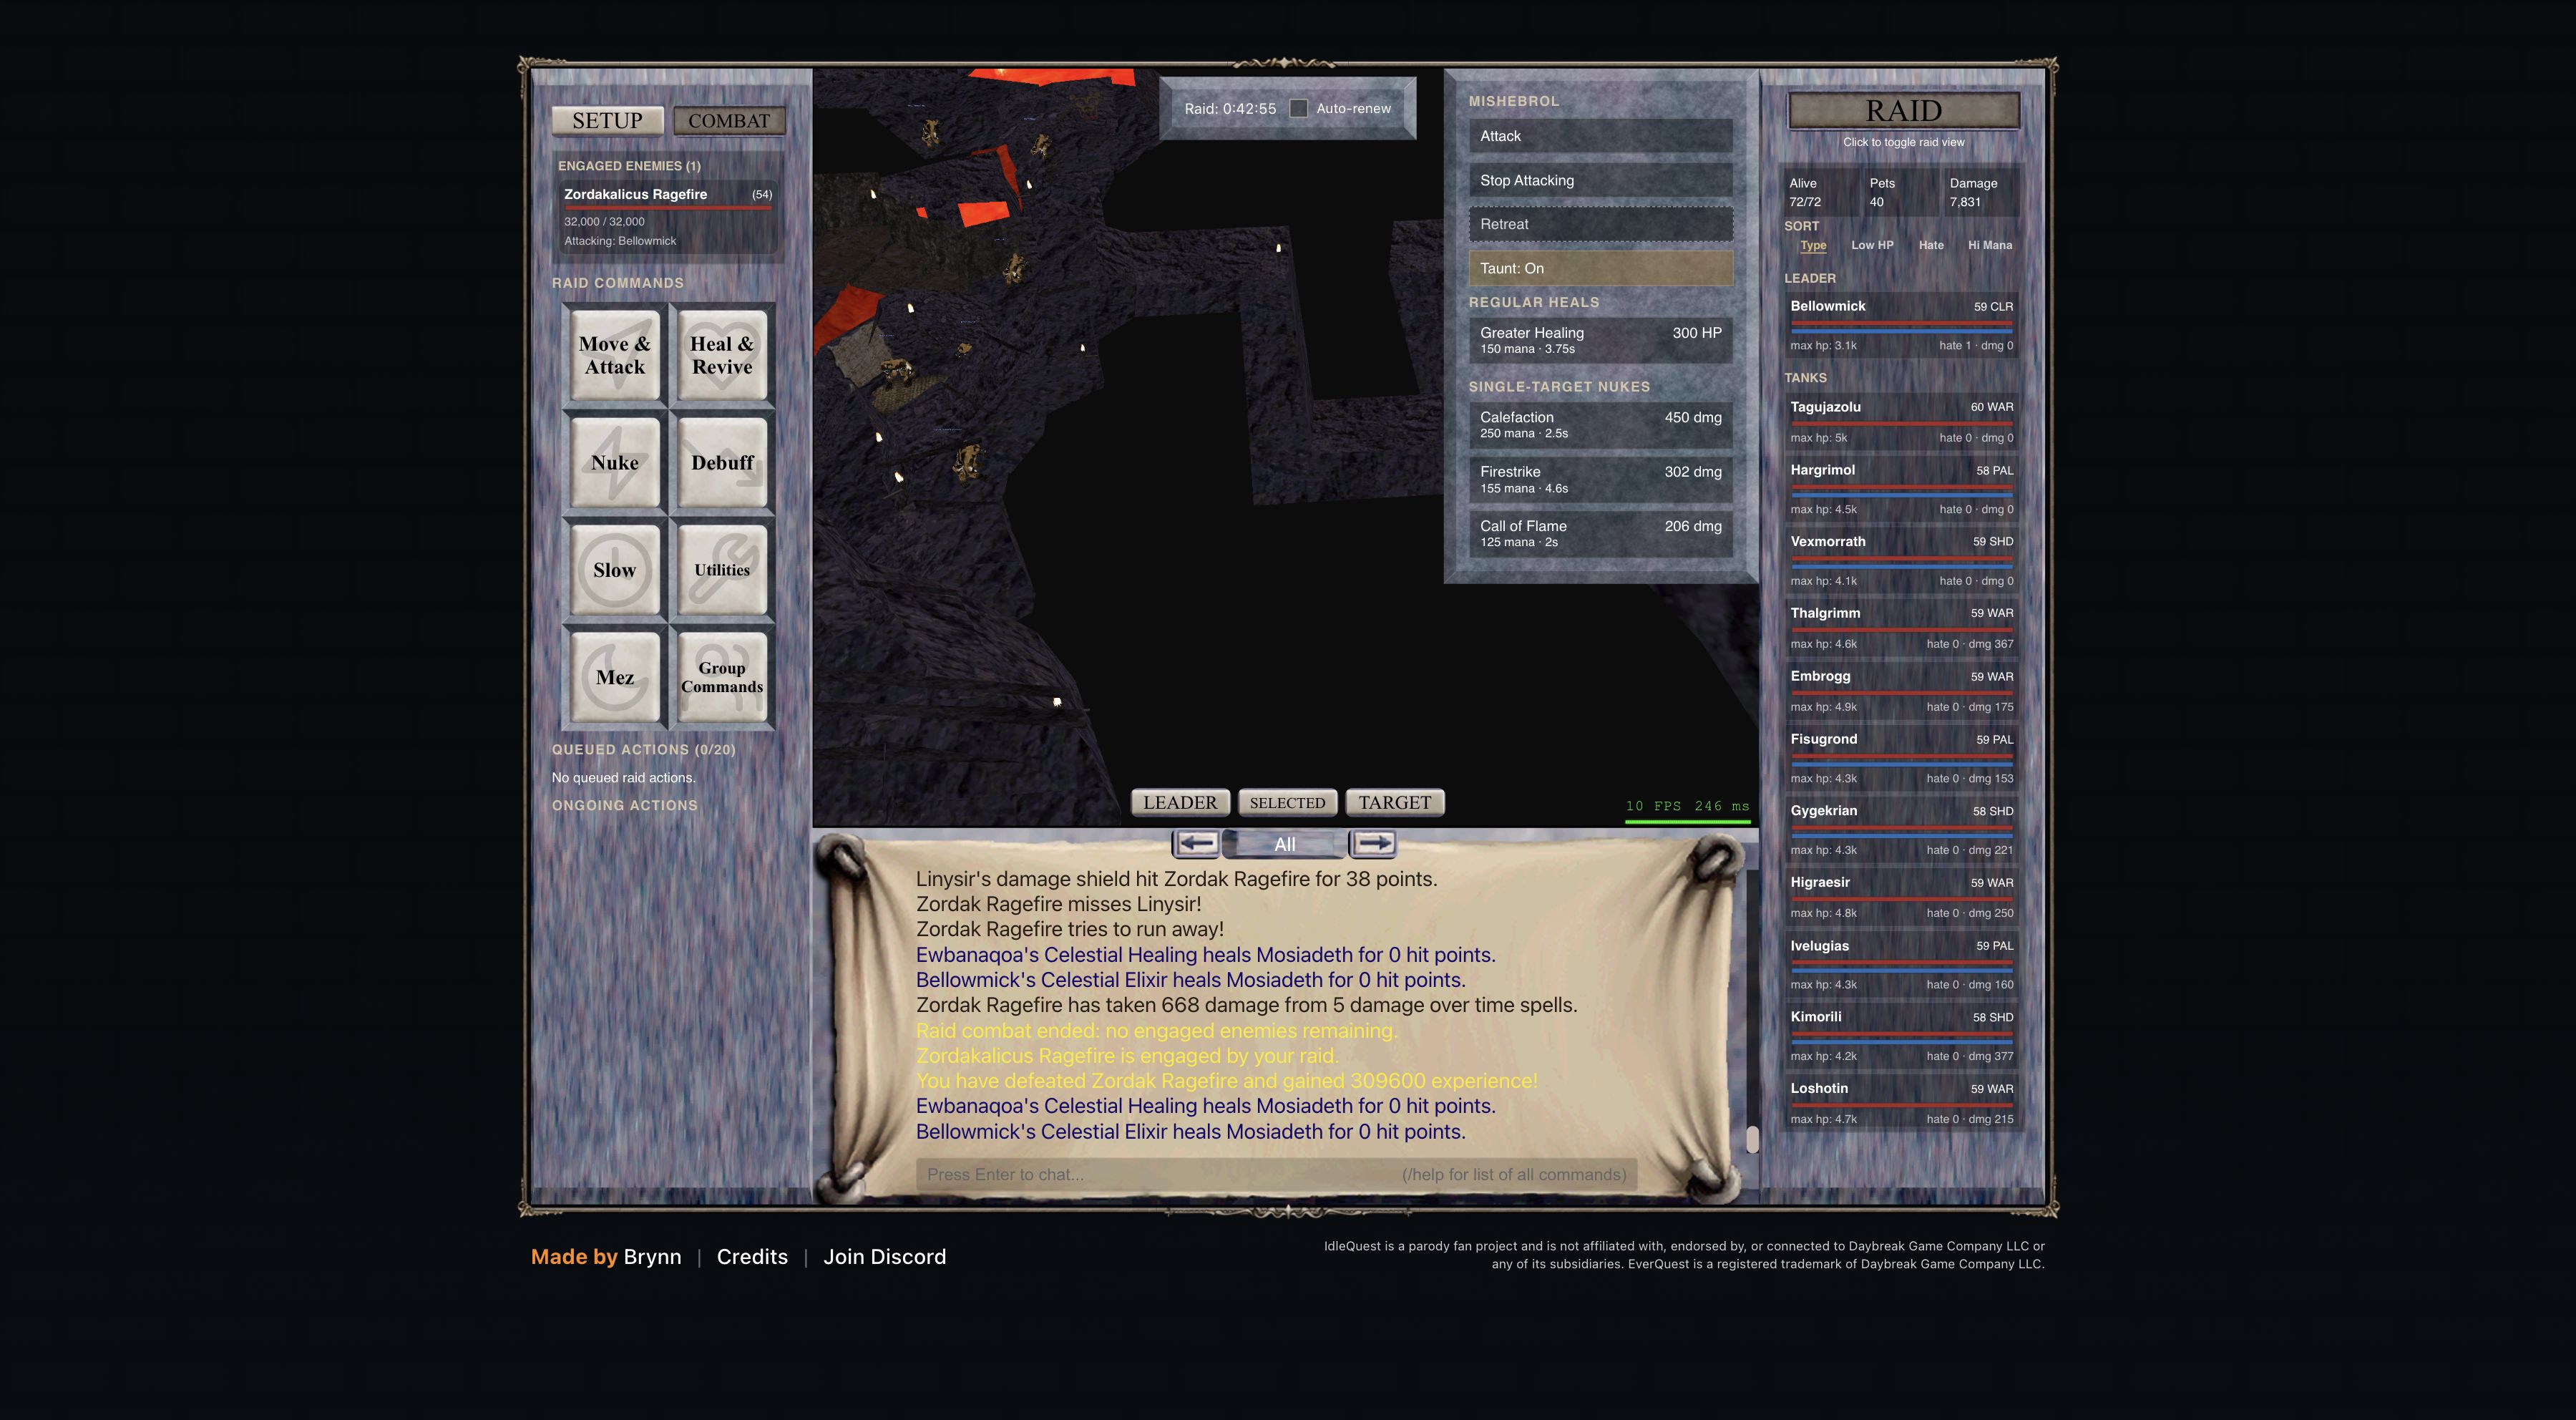 SETUP
COMBAT
ENGAGED ENEMIES (1)
Zordakalicus Ragefire (54)
32,000 / 32,000
Attacking: Bellowmick
RAID COMMANDS
Move & Attack
Heal & Revive
Nuke
Debuff
Slow
Utilities
Mez
Group Commands
QUEUED ACTIONS (0/20)
No queued raid actions.
ONGOING ACTIONS
Raid: 0:42:55 Auto-renew
MISHEBROL
Attack
Stop Attacking
Retreat
Taunt: On
REGULAR HEALS
Greater Healing 300 HP
150 mana · 3.75s
SINGLE-TARGET NUKES
Calefaction 450 dmg
250 mana · 2.5s
Firestrike 302 dmg
155 mana · 4.6s
Call of Flame 206 dmg
125 mana · 2s
LEADER
SELECTED
TARGET
10 FPS 246 ms
All
Linysir's damage shield hit Zordak Ragefire for 38 points.
Zordak Ragefire misses Linysir!
Zordak Ragefire tries to run away!
Ewbanaqoa's Celestial Healing heals Mosiadeth for 0 hit points.
Bellowmick's Celestial Elixir heals Mosiadeth for 0 hit points.
Zordak Ragefire has taken 668 damage from 5 damage over time spells.
Raid combat ended: no engaged enemies remaining.
Zordakalicus Ragefire is engaged by your raid.
You have defeated Zordak Ragefire and gained 309600 experience!
Ewbanaqoa's Celestial Healing heals Mosiadeth for 0 hit points.
Bellowmick's Celestial Elixir heals Mosiadeth for 0 hit points.
Press Enter to chat... (/help for list of all commands)
RAID
Click to toggle raid view
Alive Pets Damage
72/72 40 7,831
SORT
Type Low HP Hate Hi Mana
LEADER
Bellowmick 59 CLR
max hp: 3.1k hate 1 · dmg 0
TANKS
Tagujazolu 60 WAR
max hp: 5k hate 0 · dmg 0
Hargrimol 58 PAL
max hp: 4.5k hate 0 · dmg 0
Vexmorrath 59 SHD
max hp: 4.1k hate 0 · dmg 0
Thalgrimm 59 WAR
max hp: 4.6k hate 0 · dmg 367
Embrogg 59 WAR
max hp: 4.9k hate 0 · dmg 175
Fisugrond 59 PAL
max hp: 4.3k hate 0 · dmg 153
Gygekrian 58 SHD
max hp: 4.3k hate 0 · dmg 221
Higraesir 59 WAR
max hp: 4.8k hate 0 · dmg 250
Ivelugias 59 PAL
max hp: 4.3k hate 0 · dmg 160
Kimorili 58 SHD
max hp: 4.2k hate 0 · dmg 377
Loshotin 59 WAR
max hp: 4.7k hate 0 · dmg 215
Made by Brynn | Credits | Join Discord
IdleQuest is a parody fan project and is not affiliated with, endorsed by, or connected to Daybreak Game Company LLC or
any of its subsidiaries. EverQuest is a registered trademark of Daybreak Game Company LLC.